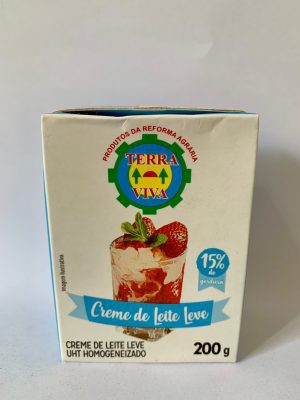 PRODUTOS DA REFORMA AGRÁRIA
TERRA
VIVA
Imagem ilustrativa
15%
de
gordura
Creme de Leite Leve
CREME DE LEITE LEVE
UHT HOMOGENEIZADO
200 g